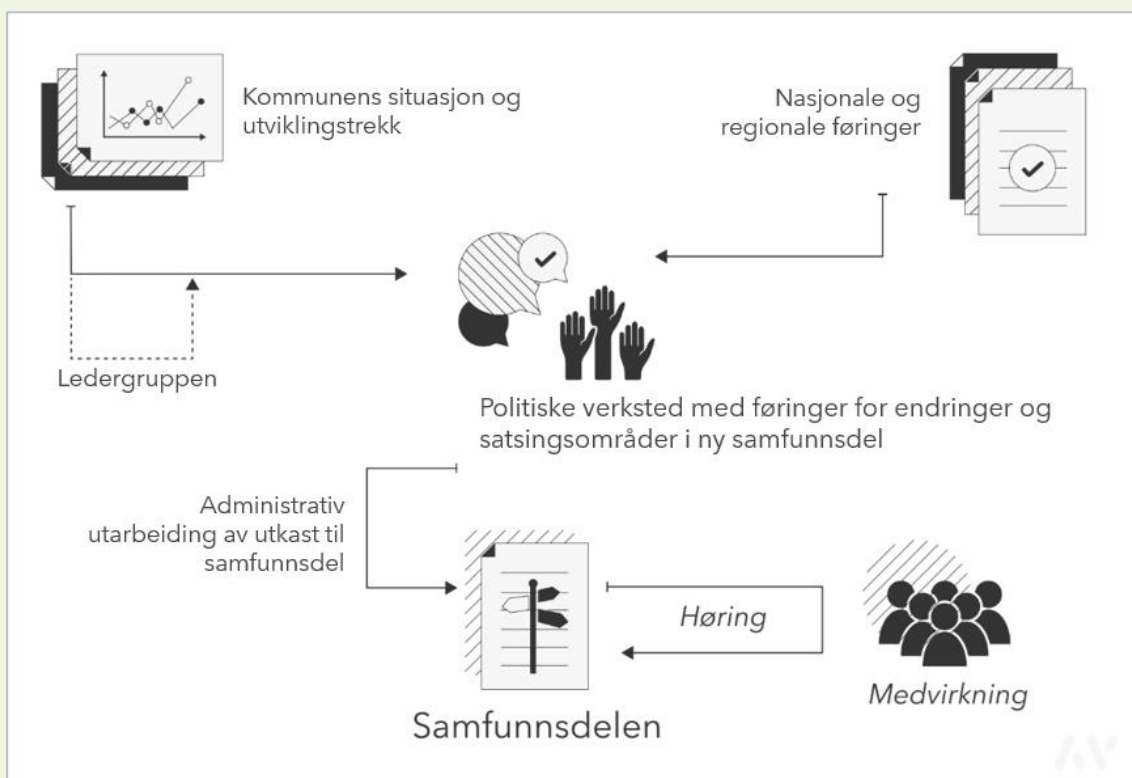 Kommunens situasjon og
utviklingstrekk
Nasjonale og
regionale føringer
Ledergruppen
Politiske verksted med føringer for endringer og
satsingsområder i ny samfunnsdel
Administrativ
utarbeiding av utkast til
samfunnsdel
Høring
Medvirkning
Samfunnsdelen